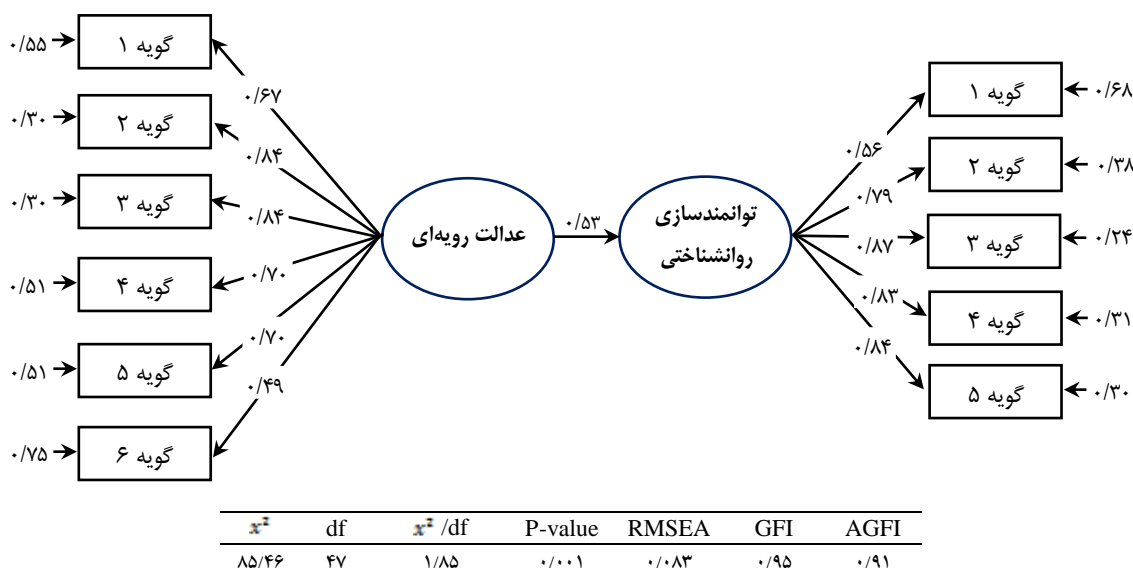 ۰/۵۵
گویه ۱
۰/۳۰
گویه ۲
۰/۳۰
گویه ۳
۰/۵۱
گویه ۴
۰/۵۱
گویه ۵
۰/۷۵
گویه ۶
۰/۶۷
۰/۸۴
۰/۸۴
۰/۷۰
۰/۷۰
۰/۴۹
عدالت رویه‌ای
۰/۵۳
توانمندسازی
روانشناختی
۰/۵۶
۰/۷۹
۰/۸۷
۰/۸۳
۰/۸۴
گویه ۱
۰/۶۸
گویه ۲
۰/۳۸
گویه ۳
۰/۲۴
گویه ۴
۰/۳۱
گویه ۵
۰/۳۰
x² df x² /df P-value RMSEA GFI AGFI
۸۵/۴۶ ۴۷ ۱/۸۵ ۰/۰۰۱ ۰/۰۸۳ ۰/۹۵ ۰/۹۱